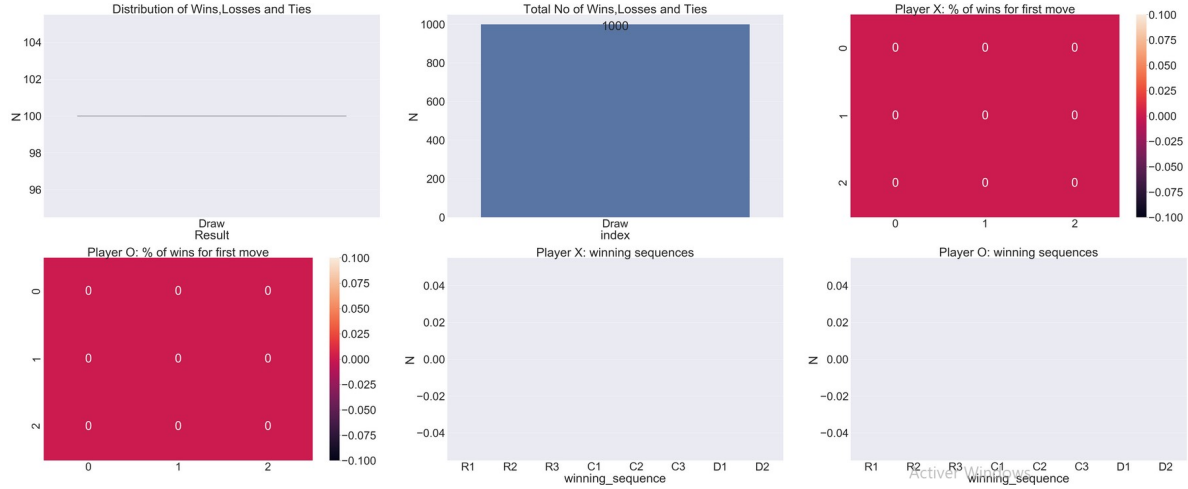 Distribution of Wins,Losses and Ties
104
102
N 100
98
96
Draw
Result
Total No of Wins,Losses and Ties
1000
1000
800
N 600
400
200
0
Draw
index
Player X: % of wins for first move
0 0 0 0
1 0 0 0
2 0 0 0
0 1 2
0.100
0.075
0.050
0.025
0.000
−0.025
−0.050
−0.075
−0.100
Player O: % of wins for first move
0 0 0 0
1 0 0 0
2 0 0 0
0 1 2
0.100
0.075
0.050
0.025
0.000
−0.025
−0.050
−0.075
−0.100
Player X: winning sequences
0.04
0.02
N 0.00
−0.02
−0.04
R1 R2 R3 C1 C2 C3 D1 D2
winning_sequence
Player O: winning sequences
0.04
0.02
N 0.00
−0.02
−0.04
R1 R2 R3 C1 C2 C3 D1 D2
winning_sequence
Activer Windows